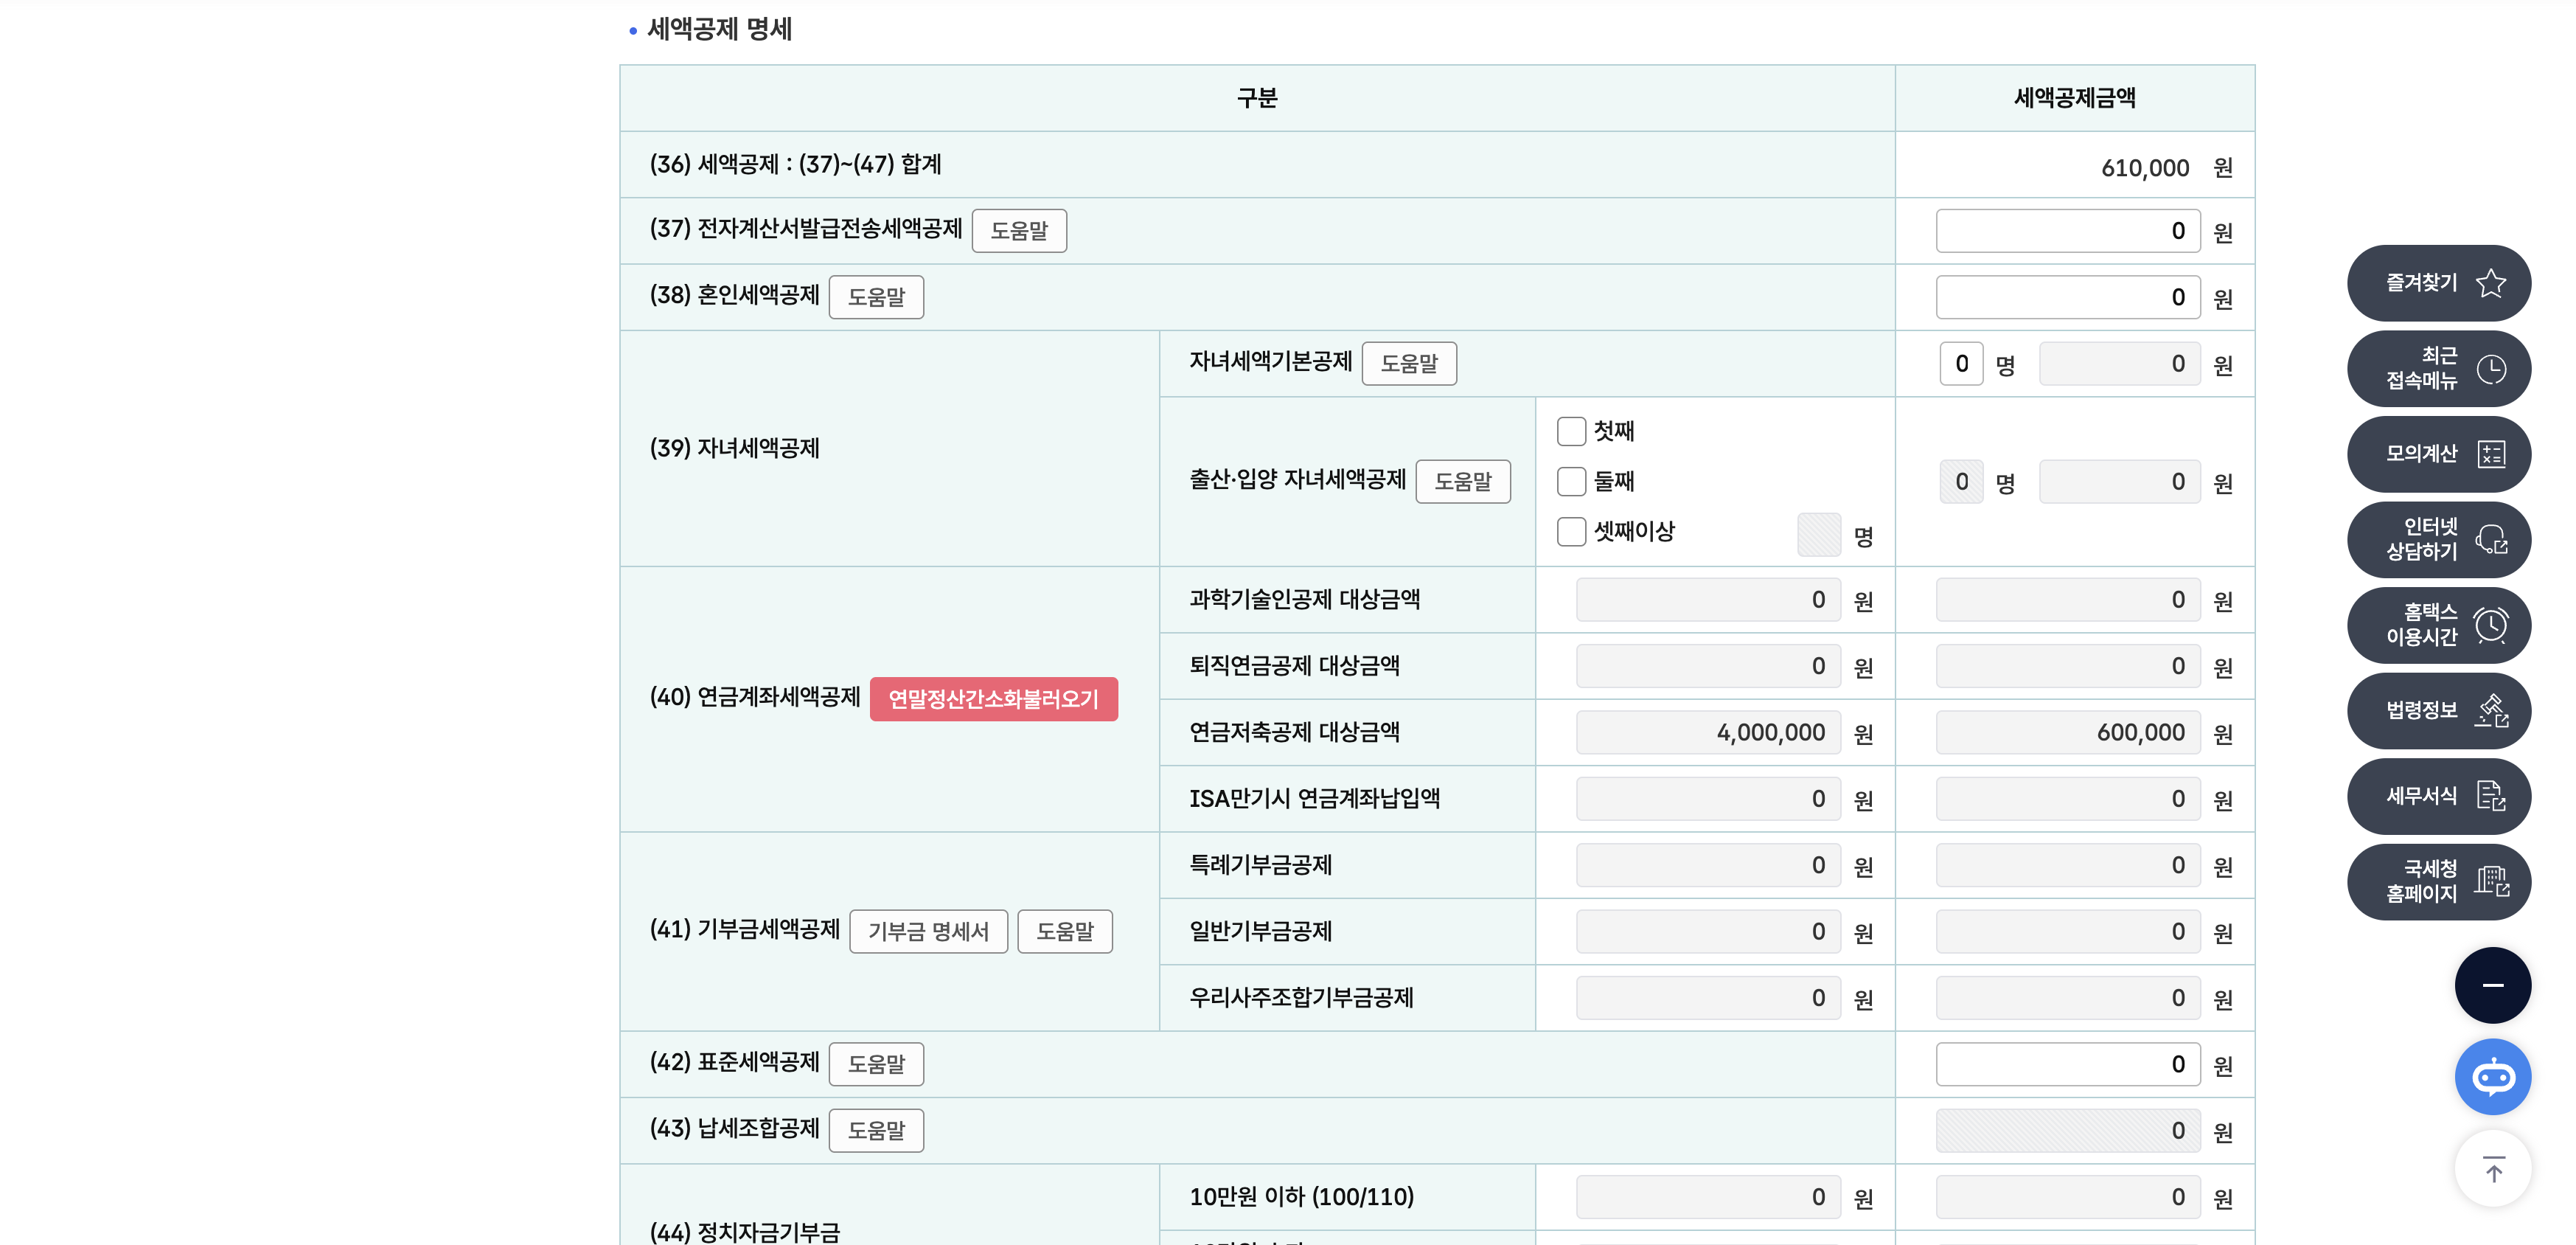 세액공제 명세
구분 세액공제금액
(36) 세액공제 : (37)~(47) 합계 610,000 원
(37) 전자계산서발급전송세액공제 도움말 0 원
(38) 혼인세액공제 도움말 0 원
(39) 자녀세액공제
자녀세액기본공제 도움말 0 명 0 원
출산·입양 자녀세액공제 도움말
첫째
둘째
셋째이상 명
0 명 0 원
(40) 연금계좌세액공제 연말정산간소화불러오기
과학기술인공제 대상금액 0 원 0 원
퇴직연금공제 대상금액 0 원 0 원
연금저축공제 대상금액 4,000,000 원 600,000 원
ISA만기시 연금계좌납입액 0 원 0 원
(41) 기부금세액공제 기부금 명세서 도움말
특례기부금공제 0 원 0 원
일반기부금공제 0 원 0 원
우리사주조합기부금공제 0 원 0 원
(42) 표준세액공제 도움말 0 원
(43) 납세조합공제 도움말 0 원
(44) 정치자금기부금
10만원 이하 (100/110) 0 원 0 원
즐겨찾기
최근
접속메뉴
모의계산
인터넷
상담하기
홈택스
이용시간
법령정보
세무서식
국세청
홈페이지